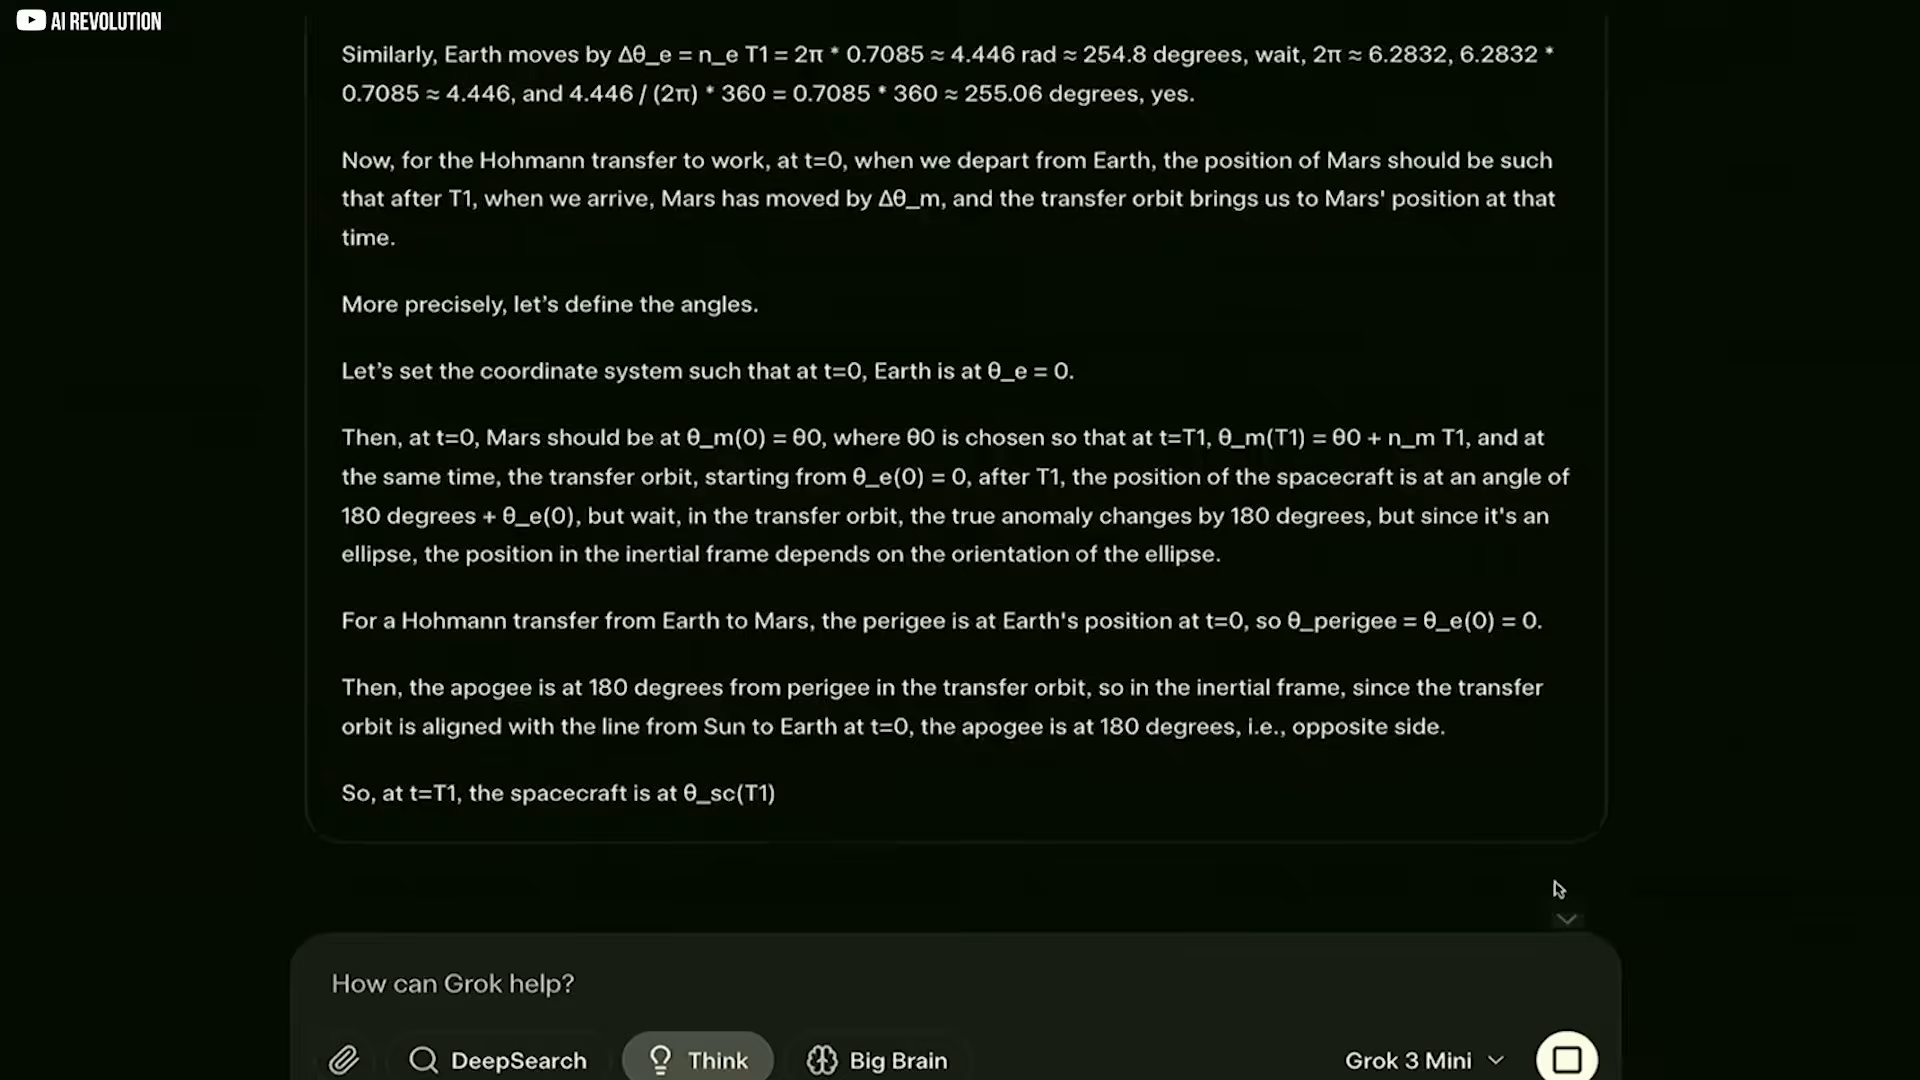 AI REVOLUTION
Similarly, Earth moves by Δθ_e = n_e T1 = 2π * 0.7085 ≈ 4.446 rad ≈ 254.8 degrees, wait, 2π ≈ 6.2832, 6.2832 *
0.7085 ≈ 4.446, and 4.446 / (2π) * 360 = 0.7085 * 360 ≈ 255.06 degrees, yes.
Now, for the Hohmann transfer to work, at t=0, when we depart from Earth, the position of Mars should be such
that after T1, when we arrive, Mars has moved by Δθ_m, and the transfer orbit brings us to Mars' position at that
time.
More precisely, let's define the angles.
Let's set the coordinate system such that at t=0, Earth is at θ_e = 0.
Then, at t=0, Mars should be at θ_m(0) = θ0, where θ0 is chosen so that at t=T1, θ_m(T1) = θ0 + n_m T1, and at
the same time, the transfer orbit, starting from θ_e(0) = 0, after T1, the position of the spacecraft is at an angle of
180 degrees + θ_e(0), but wait, in the transfer orbit, the true anomaly changes by 180 degrees, but since it's an
ellipse, the position in the inertial frame depends on the orientation of the ellipse.
For a Hohmann transfer from Earth to Mars, the perigee is at Earth's position at t=0, so θ_perigee = θ_e(0) = 0.
Then, the apogee is at 180 degrees from perigee in the transfer orbit, so in the inertial frame, since the transfer
orbit is aligned with the line from Sun to Earth at t=0, the apogee is at 180 degrees, i.e., opposite side.
So, at t=T1, the spacecraft is at θ_sc(T1)
How can Grok help?
DeepSearch Think Big Brain Grok 3 Mini